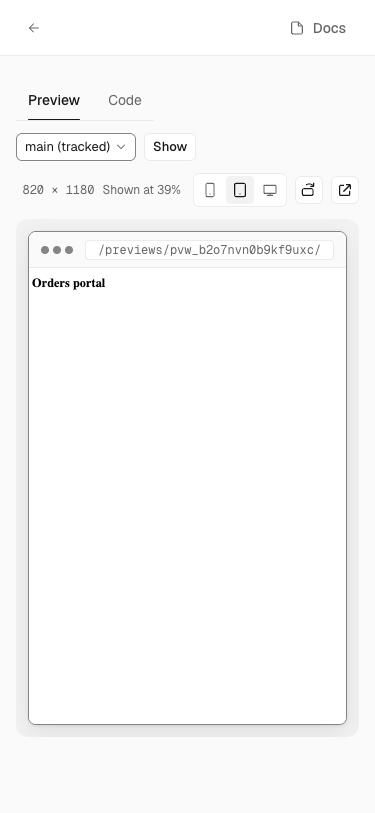 Docs
Preview Code
main (tracked) Show
820 × 1180 Shown at 39%
/previews/pvw_b2o7nvn0b9kf9uxc/
Orders portal